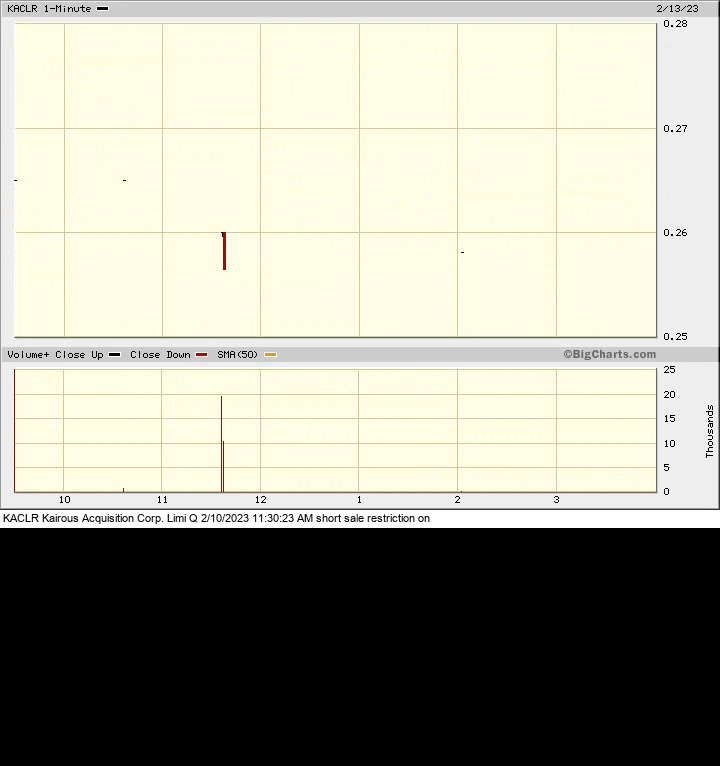 KACLR 1-Minute 2/13/23
0.28
0.27
0.26
0.25
Volume+ Close Up Close Down SMA(50) ©BigCharts.com
25
20
15
10
5
0
Thousands
10 11 12 1 2 3
KACLR Kairous Acquisition Corp. Limi Q 2/10/2023 11:30:23 AM short sale restriction on